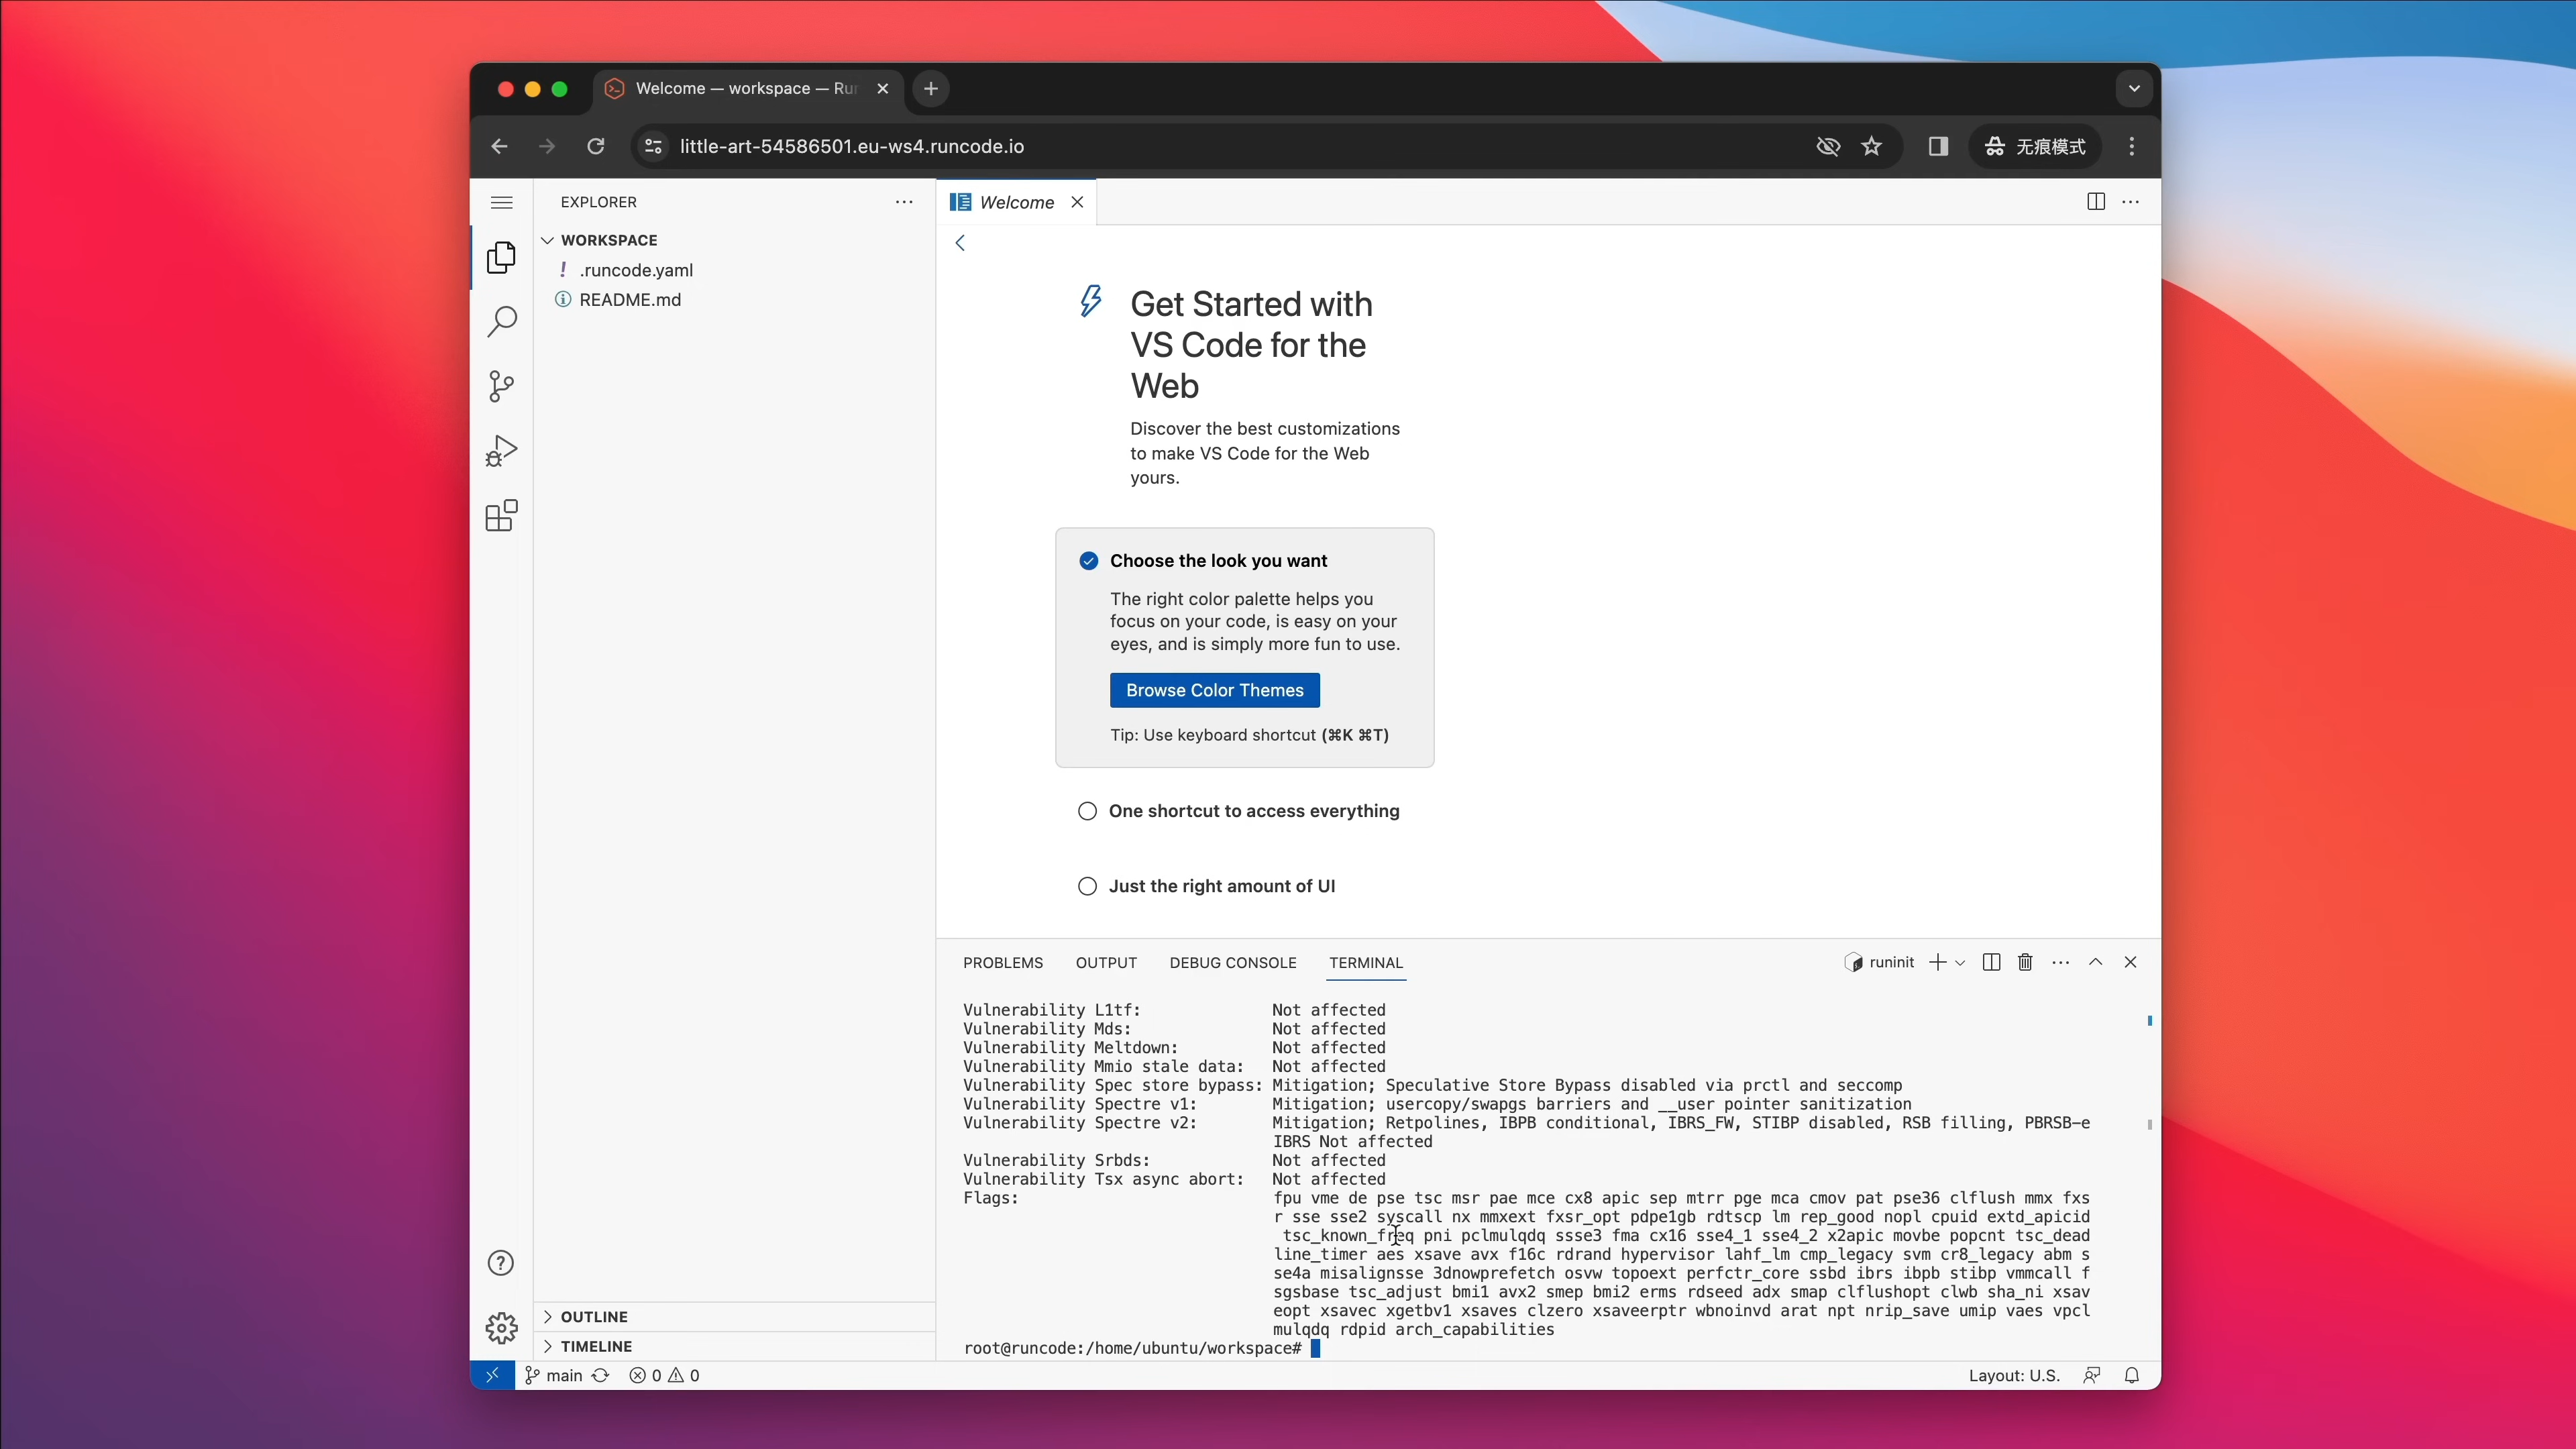 Welcome — workspace — Ru
little-art-54586501.eu-ws4.runcode.io
无痕模式
EXPLORER
WORKSPACE
.runcode.yaml
README.md
OUTLINE
TIMELINE
Welcome
Get Started with
VS Code for the
Web
Discover the best customizations
to make VS Code for the Web
yours.
Choose the look you want
The right color palette helps you
focus on your code, is easy on your
eyes, and is simply more fun to use.
Browse Color Themes
Tip: Use keyboard shortcut (⌘K ⌘T)
One shortcut to access everything
Just the right amount of UI
PROBLEMS OUTPUT DEBUG CONSOLE TERMINAL
runinit
Vulnerability L1tf: Not affected
Vulnerability Mds: Not affected
Vulnerability Meltdown: Not affected
Vulnerability Mmio stale data: Not affected
Vulnerability Spec store bypass: Mitigation; Speculative Store Bypass disabled via prctl and seccomp
Vulnerability Spectre v1: Mitigation; usercopy/swapgs barriers and __user pointer sanitization
Vulnerability Spectre v2: Mitigation; Retpolines, IBPB conditional, IBRS_FW, STIBP disabled, RSB filling, PBRSB-e
IBRS Not affected
Vulnerability Srbds: Not affected
Vulnerability Tsx async abort: Not affected
Flags: fpu vme de pse tsc msr pae mce cx8 apic sep mtrr pge mca cmov pat pse36 clflush mmx fxs
r sse sse2 syscall nx mmxext fxsr_opt pdpe1gb rdtscp lm rep_good nopl cpuid extd_apicid
tsc_known_freq pni pclmulqdq ssse3 fma cx16 sse4_1 sse4_2 x2apic movbe popcnt tsc_dead
line_timer aes xsave avx f16c rdrand hypervisor lahf_lm cmp_legacy svm cr8_legacy abm s
se4a misalignsse 3dnowprefetch osvw topoext perfctr_core ssbd ibrs ibpb stibp vmmcall f
sgsbase tsc_adjust bmi1 avx2 smep bmi2 erms rdseed adx smap clflushopt clwb sha_ni xsav
eopt xsavec xgetbv1 xsaves clzero xsaveerptr wbnoinvd arat npt nrip_save umip vaes vpcl
mulqdq rdpid arch_capabilities
root@runcode:/home/ubuntu/workspace#
main 0 0
Layout: U.S.